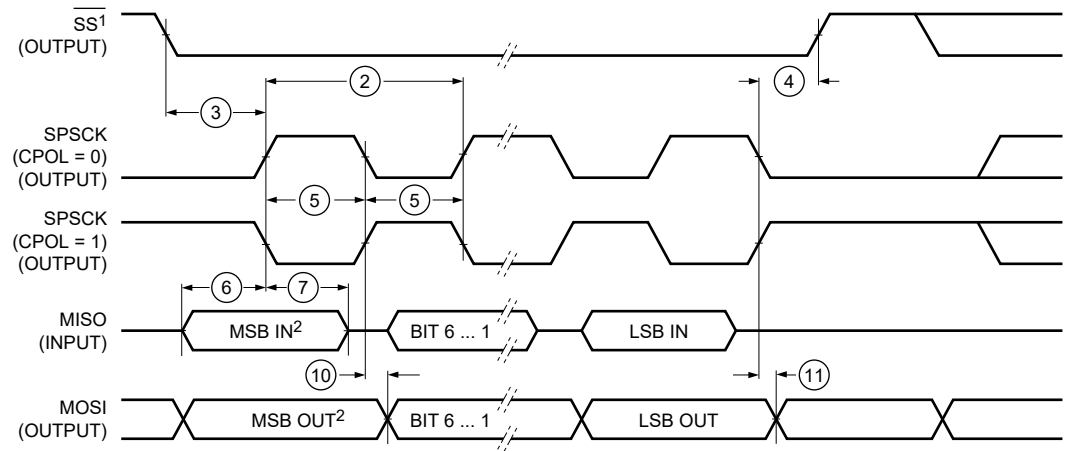 SS1
(OUTPUT)
2
4
3
SPSCK
(CPOL = 0)
(OUTPUT)
5 5
SPSCK
(CPOL = 1)
(OUTPUT)
6 7
MISO
(INPUT)
MSB IN2 BIT 6 ... 1 LSB IN
10 11
MOSI
(OUTPUT)
MSB OUT2 BIT 6 ... 1 LSB OUT